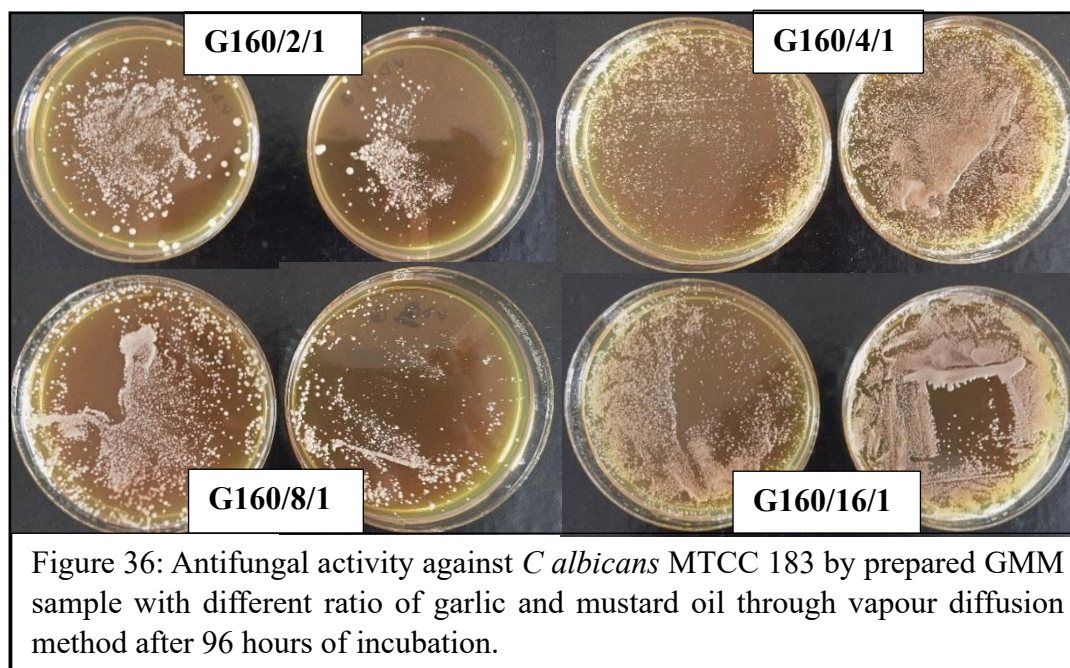 G160/2/1
G160/4/1
G160/8/1
G160/16/1
Figure 36: Antifungal activity against C albicans MTCC 183 by prepared GMM
sample with different ratio of garlic and mustard oil through vapour diffusion
method after 96 hours of incubation.